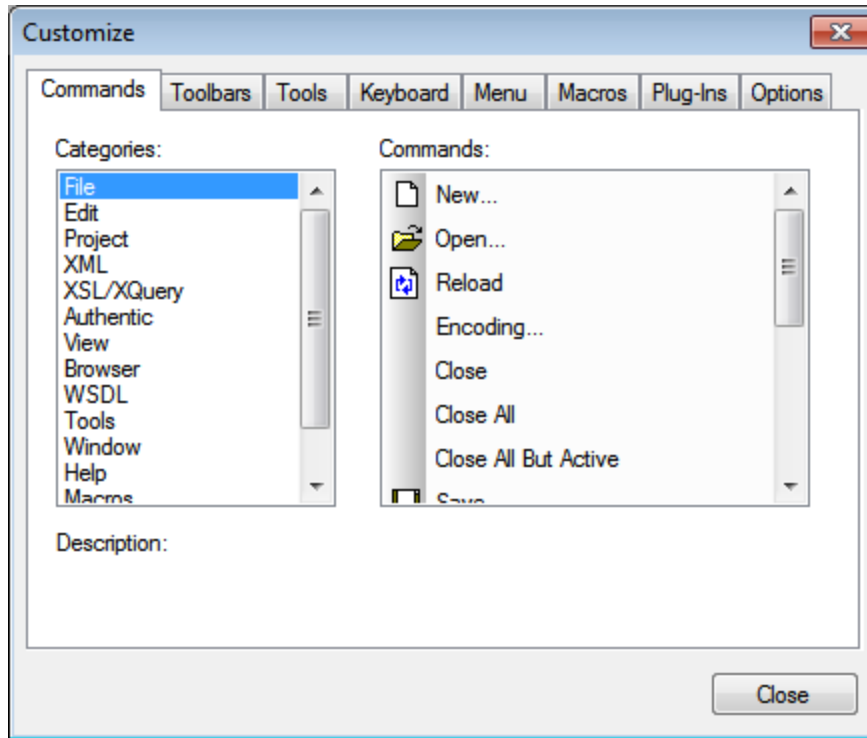 Customize
Commands Toolbars Tools Keyboard Menu Macros Plug-Ins Options
Categories:
File
Edit
Project
XML
XSL/XQuery
Authentic
View
Browser
WSDL
Tools
Window
Help
Macros
Commands:
New...
Open...
Reload
Encoding...
Close
Close All
Close All But Active
Save
Description:
Close